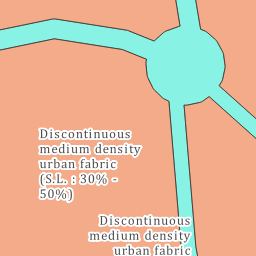 Discontinuous
medium density
urban fabric
(S.L. : 30% -
50%)
Discontinuous
medium density
urban fabric